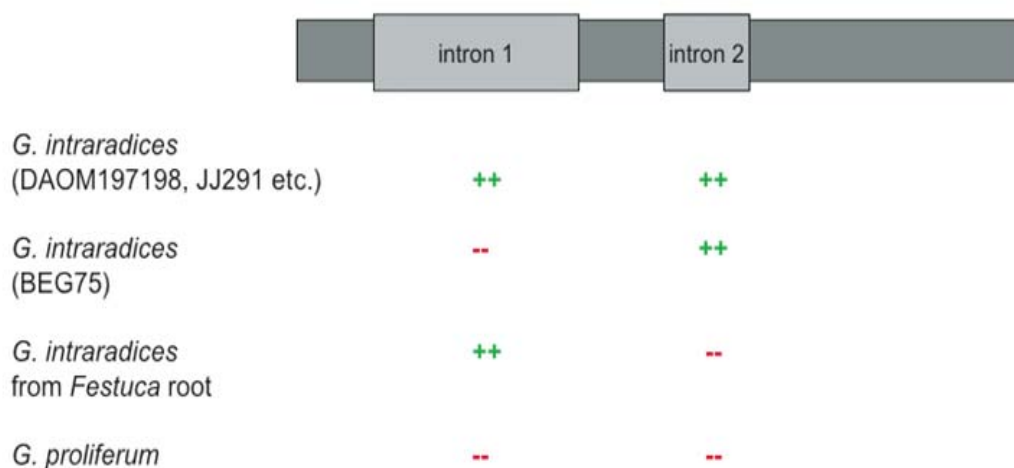 intron 1 intron 2
G. intraradices
(DAOM197198, JJ291 etc.) ++ ++
G. intraradices -- ++
(BEG75)
G. intraradices ++ --
from Festuca root
G. proliferum -- --